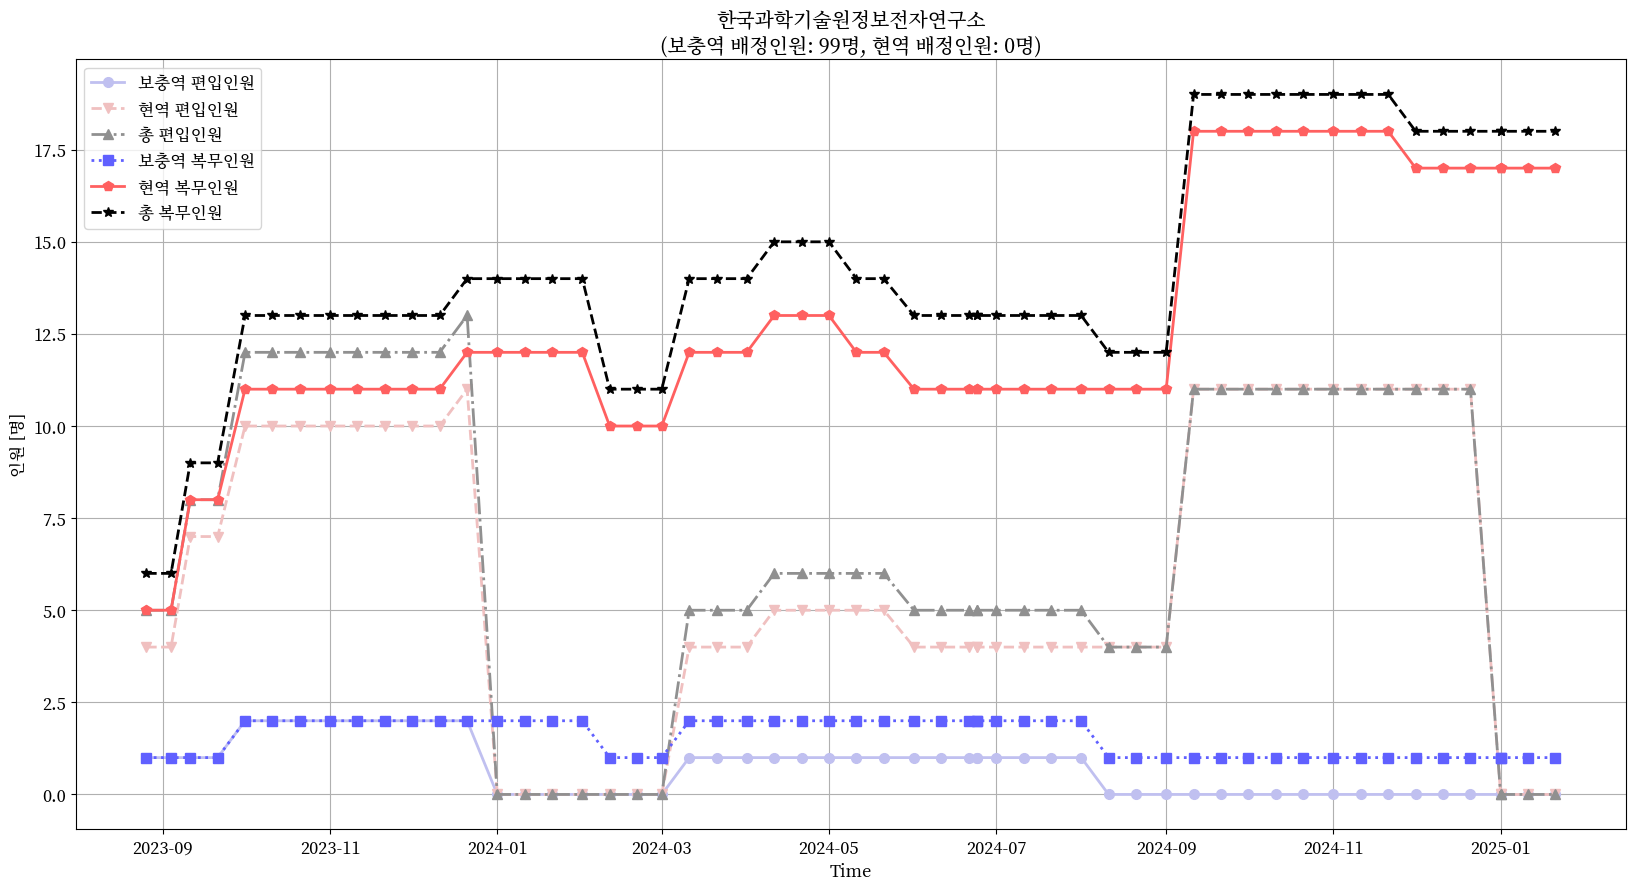 한국과학기술원정보전자연구소
(보충역 배정인원: 99명, 현역 배정인원: 0명)
보충역 편입인원
현역 편입인원
총 편입인원
보충역 복무인원
현역 복무인원
총 복무인원
인원 [명]
17.5
15.0
12.5
10.0
7.5
5.0
2.5
0.0
2023-09 2023-11 2024-01 2024-03 2024-05 2024-07 2024-09 2024-11 2025-01
Time